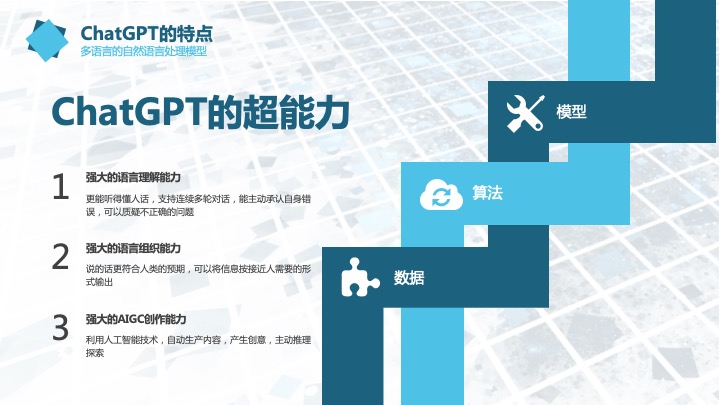 ChatGPT的特点
多语言的自然语言处理模型
ChatGPT的超能力
1
强大的语言理解能力
更能听得懂人话，支持连续多轮对话，能主动承认自身错
误，可以质疑不正确的问题
2
强大的语言组织能力
说的话更符合人类的预期，可以将信息按接近人需要的形
式输出
3
强大的AIGC创作能力
利用人工智能技术，自动生产内容，产生创意，主动推理
探索
模型
算法
数据